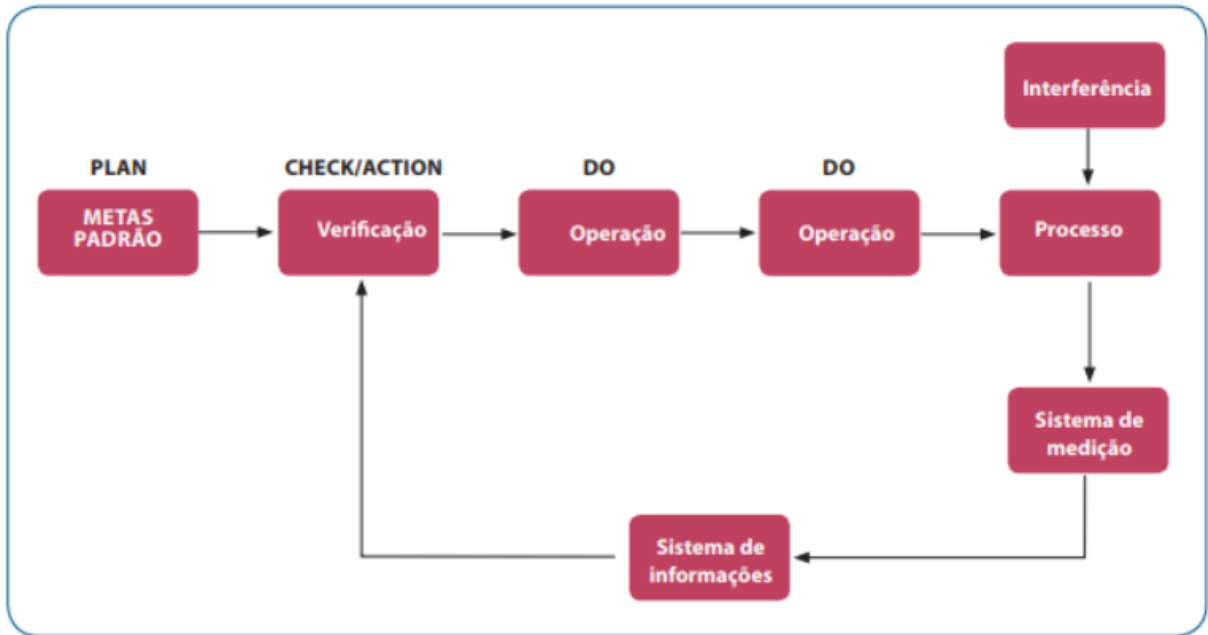 Interferência
PLAN
CHECK/ACTION
DO
DO
METAS
PADRÃO
Verificação
Operação
Operação
Processo
Sistema de
medição
Sistema de
informações